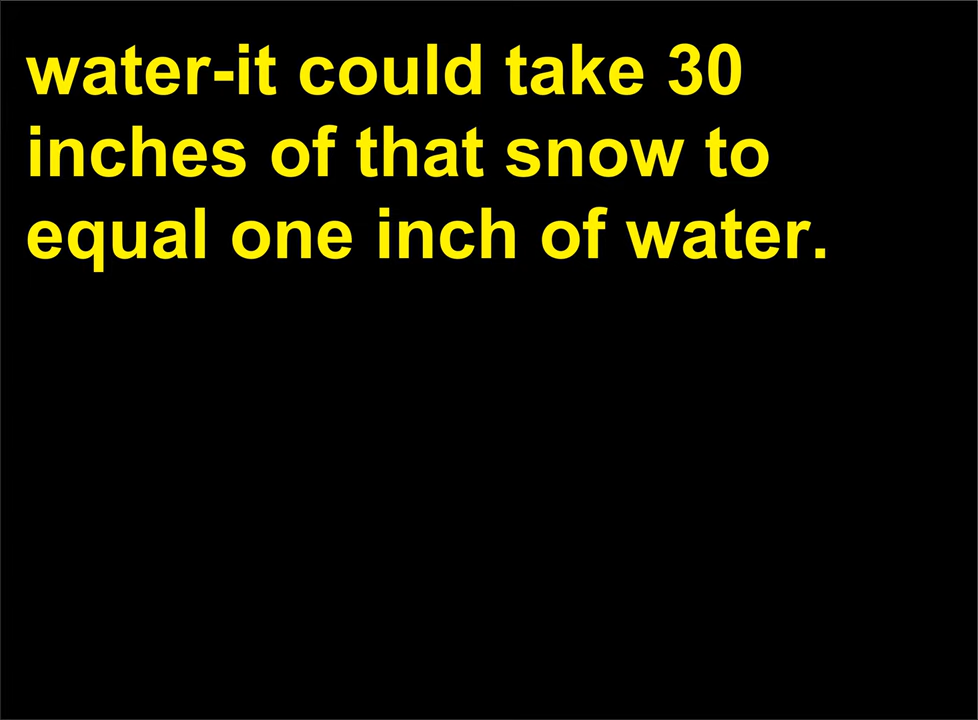 water-it could take 30
inches of that snow to
equal one inch of water.